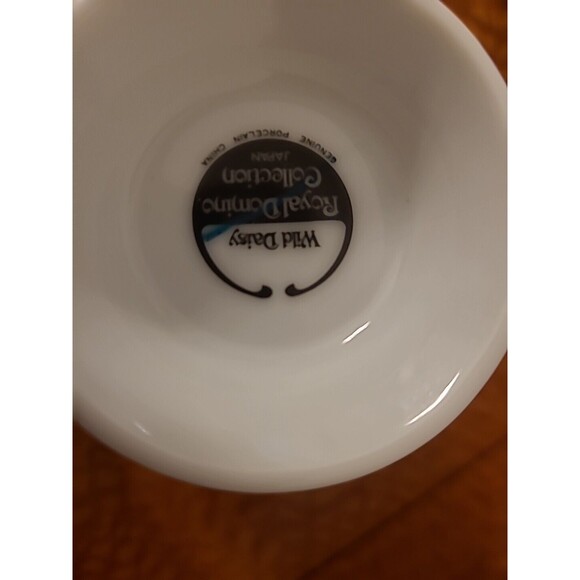 Wild Daisy
Royal Domino
Collection
JAPAN
GENUINE PORCELAIN CHINA